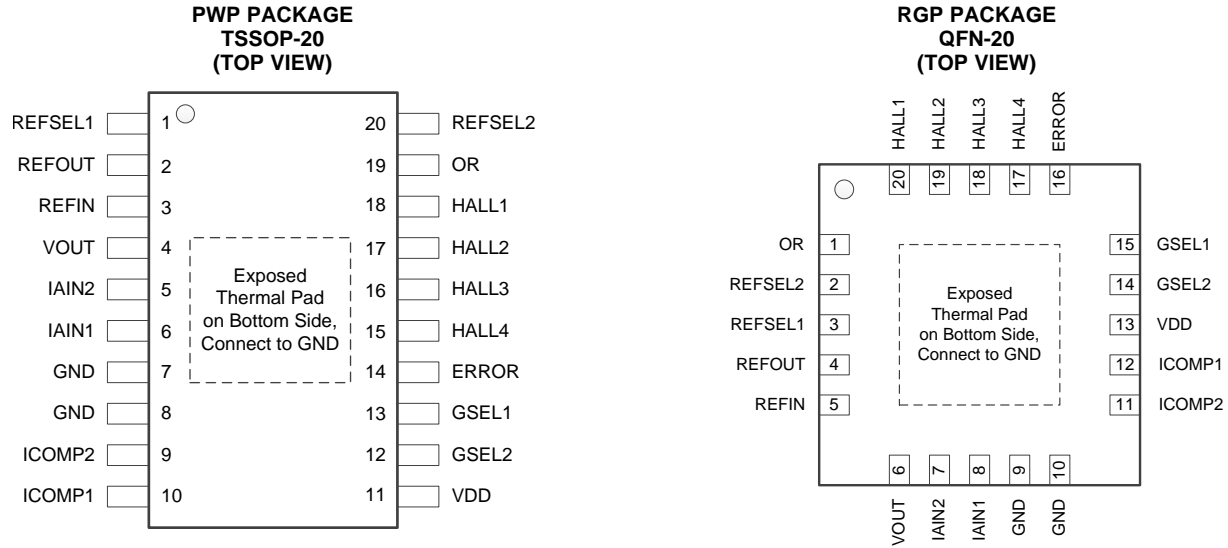 PWP PACKAGE
TSSOP-20
(TOP VIEW)
REFSEL1 1 20 REFSEL2
REFOUT 2 19 OR
REFIN 3 18 HALL1
VOUT 4 17 HALL2
IAIN2 5 16 HALL3
IAIN1 6 15 HALL4
GND 7 14 ERROR
GND 8 13 GSEL1
ICOMP2 9 12 GSEL2
ICOMP1 10 11 VDD
Exposed
Thermal Pad
on Bottom Side,
Connect to GND
RGP PACKAGE
QFN-20
(TOP VIEW)
HALL1 HALL2 HALL3 HALL4 ERROR
20 19 18 17 16
OR 1 15 GSEL1
REFSEL2 2 14 GSEL2
REFSEL1 3 13 VDD
REFOUT 4 12 ICOMP1
REFIN 5 11 ICOMP2
Exposed
Thermal Pad
on Bottom Side,
Connect to GND
6 7 8 9 10
VOUT IAIN2 IAIN1 GND GND